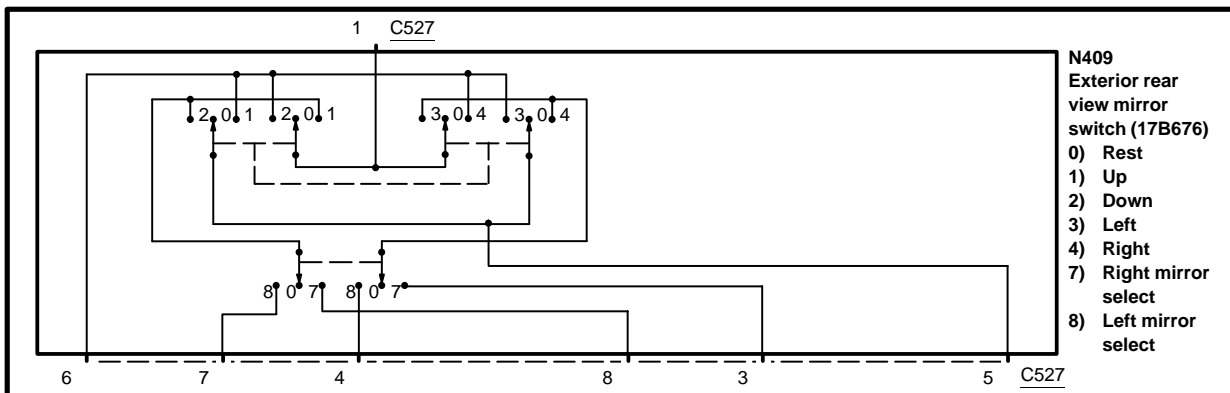 1 C527
N409
Exterior rear
view mirror
switch (17B676)
0) Rest
1) Up
2) Down
3) Left
4) Right
7) Right mirror
select
8) Left mirror
select
2 0 1 2 0 1 3 0 4 3 0 4
8 0 7 8 0 7
6 7 4 8 3 5 C527